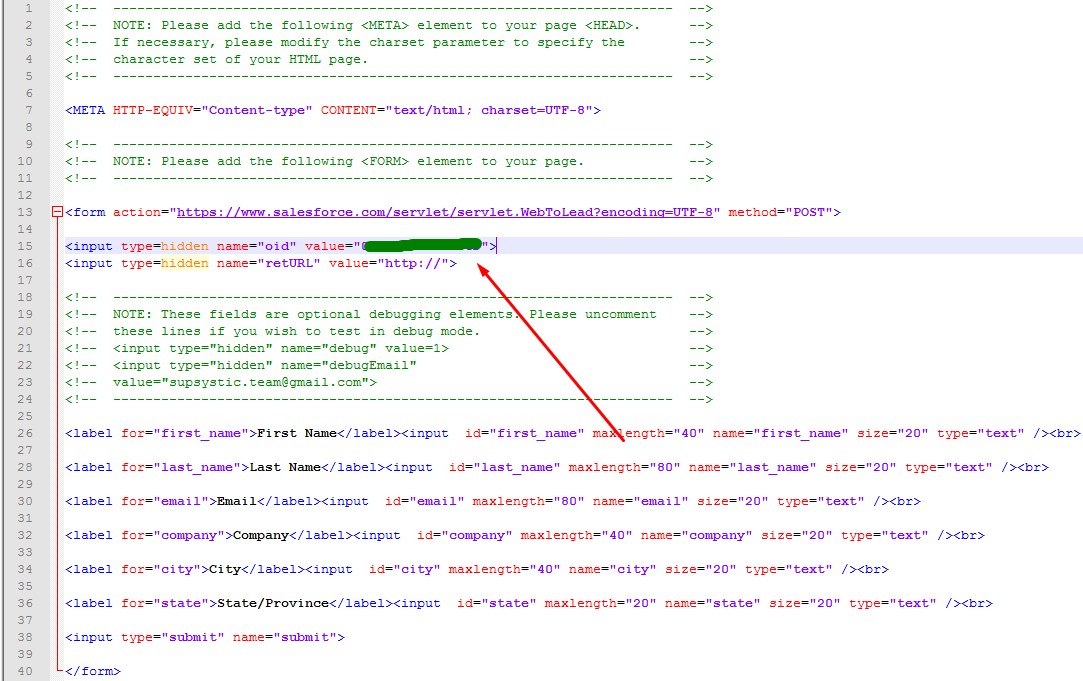 1 <!-- ---------------------------------------------------------------------- -->
2 <!-- NOTE: Please add the following <META> element to your page <HEAD>. -->
3 <!-- If necessary, please modify the charset parameter to specify the -->
4 <!-- character set of your HTML page. -->
5 <!-- ---------------------------------------------------------------------- -->
6
7 <META HTTP-EQUIV="Content-type" CONTENT="text/html; charset=UTF-8">
8
9 <!-- ---------------------------------------------------------------------- -->
10 <!-- NOTE: Please add the following <FORM> element to your page. -->
11 <!-- ---------------------------------------------------------------------- -->
12
13 <form action="https://www.salesforce.com/servlet/servlet.WebToLead?encoding=UTF-8" method="POST">
14
15 <input type=hidden name="oid" value="">
16 <input type=hidden name="retURL" value="http://">
17
18 <!-- ---------------------------------------------------------------------- -->
19 <!-- NOTE: These fields are optional debugging elements. Please uncomment -->
20 <!-- these lines if you wish to test in debug mode. -->
21 <!-- <input type="hidden" name="debug" value=1> -->
22 <!-- <input type="hidden" name="debugEmail" -->
23 <!-- value="supsystic.team@gmail.com"> -->
24 <!-- ---------------------------------------------------------------------- -->
25
26 <label for="first_name">First Name</label><input id="first_name" maxlength="40" name="first_name" size="20" type="text" /><br>
27
28 <label for="last_name">Last Name</label><input id="last_name" maxlength="80" name="last_name" size="20" type="text" /><br>
29
30 <label for="email">Email</label><input id="email" maxlength="80" name="email" size="20" type="text" /><br>
31
32 <label for="company">Company</label><input id="company" maxlength="40" name="company" size="20" type="text" /><br>
33
34 <label for="city">City</label><input id="city" maxlength="40" name="city" size="20" type="text" /><br>
35
36 <label for="state">State/Province</label><input id="state" maxlength="20" name="state" size="20" type="text" /><br>
37
38 <input type="submit" name="submit">
39
40 </form>